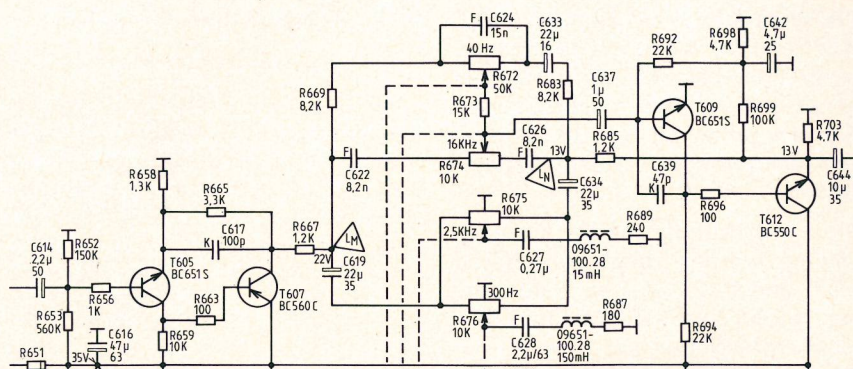 C624
F 15n
C633
22µ
16
40 Hz
R672
50K
R669
8,2K
R673
15K
R683
8,2K
C637
1µ
50
R692
22K
R698
4,7K
C642
4,7µ
25
T609
BC651S
R699
100K
R703
4,7K
16KHz
C626
F 8,2n
13V
R685
1,2K
13V
F
C622
8,2n
R674
10K
LN
C634
22µ
35
C639
47p
K
R696
100
T612
BC550C
C644
10µ
35
R658
1,3K
R665
3,3K
C617
K 100p
R667
1,2K
LM
22V
C619
22µ
35
R675
10K
2,5KHz
F
C627
0,27µ
09651-
100.28
15mH
R689
240
C614
2,2µ
50
R652
150K
T605
BC651S
R656
1K
R663
100
T607
BC560C
R653
560K
C616
47µ
63
35V
R659
10K
R651
300Hz
R676
10K
F
C628
2,2µ/63
09651-
100.28
150mH
R687
180
R694
22K